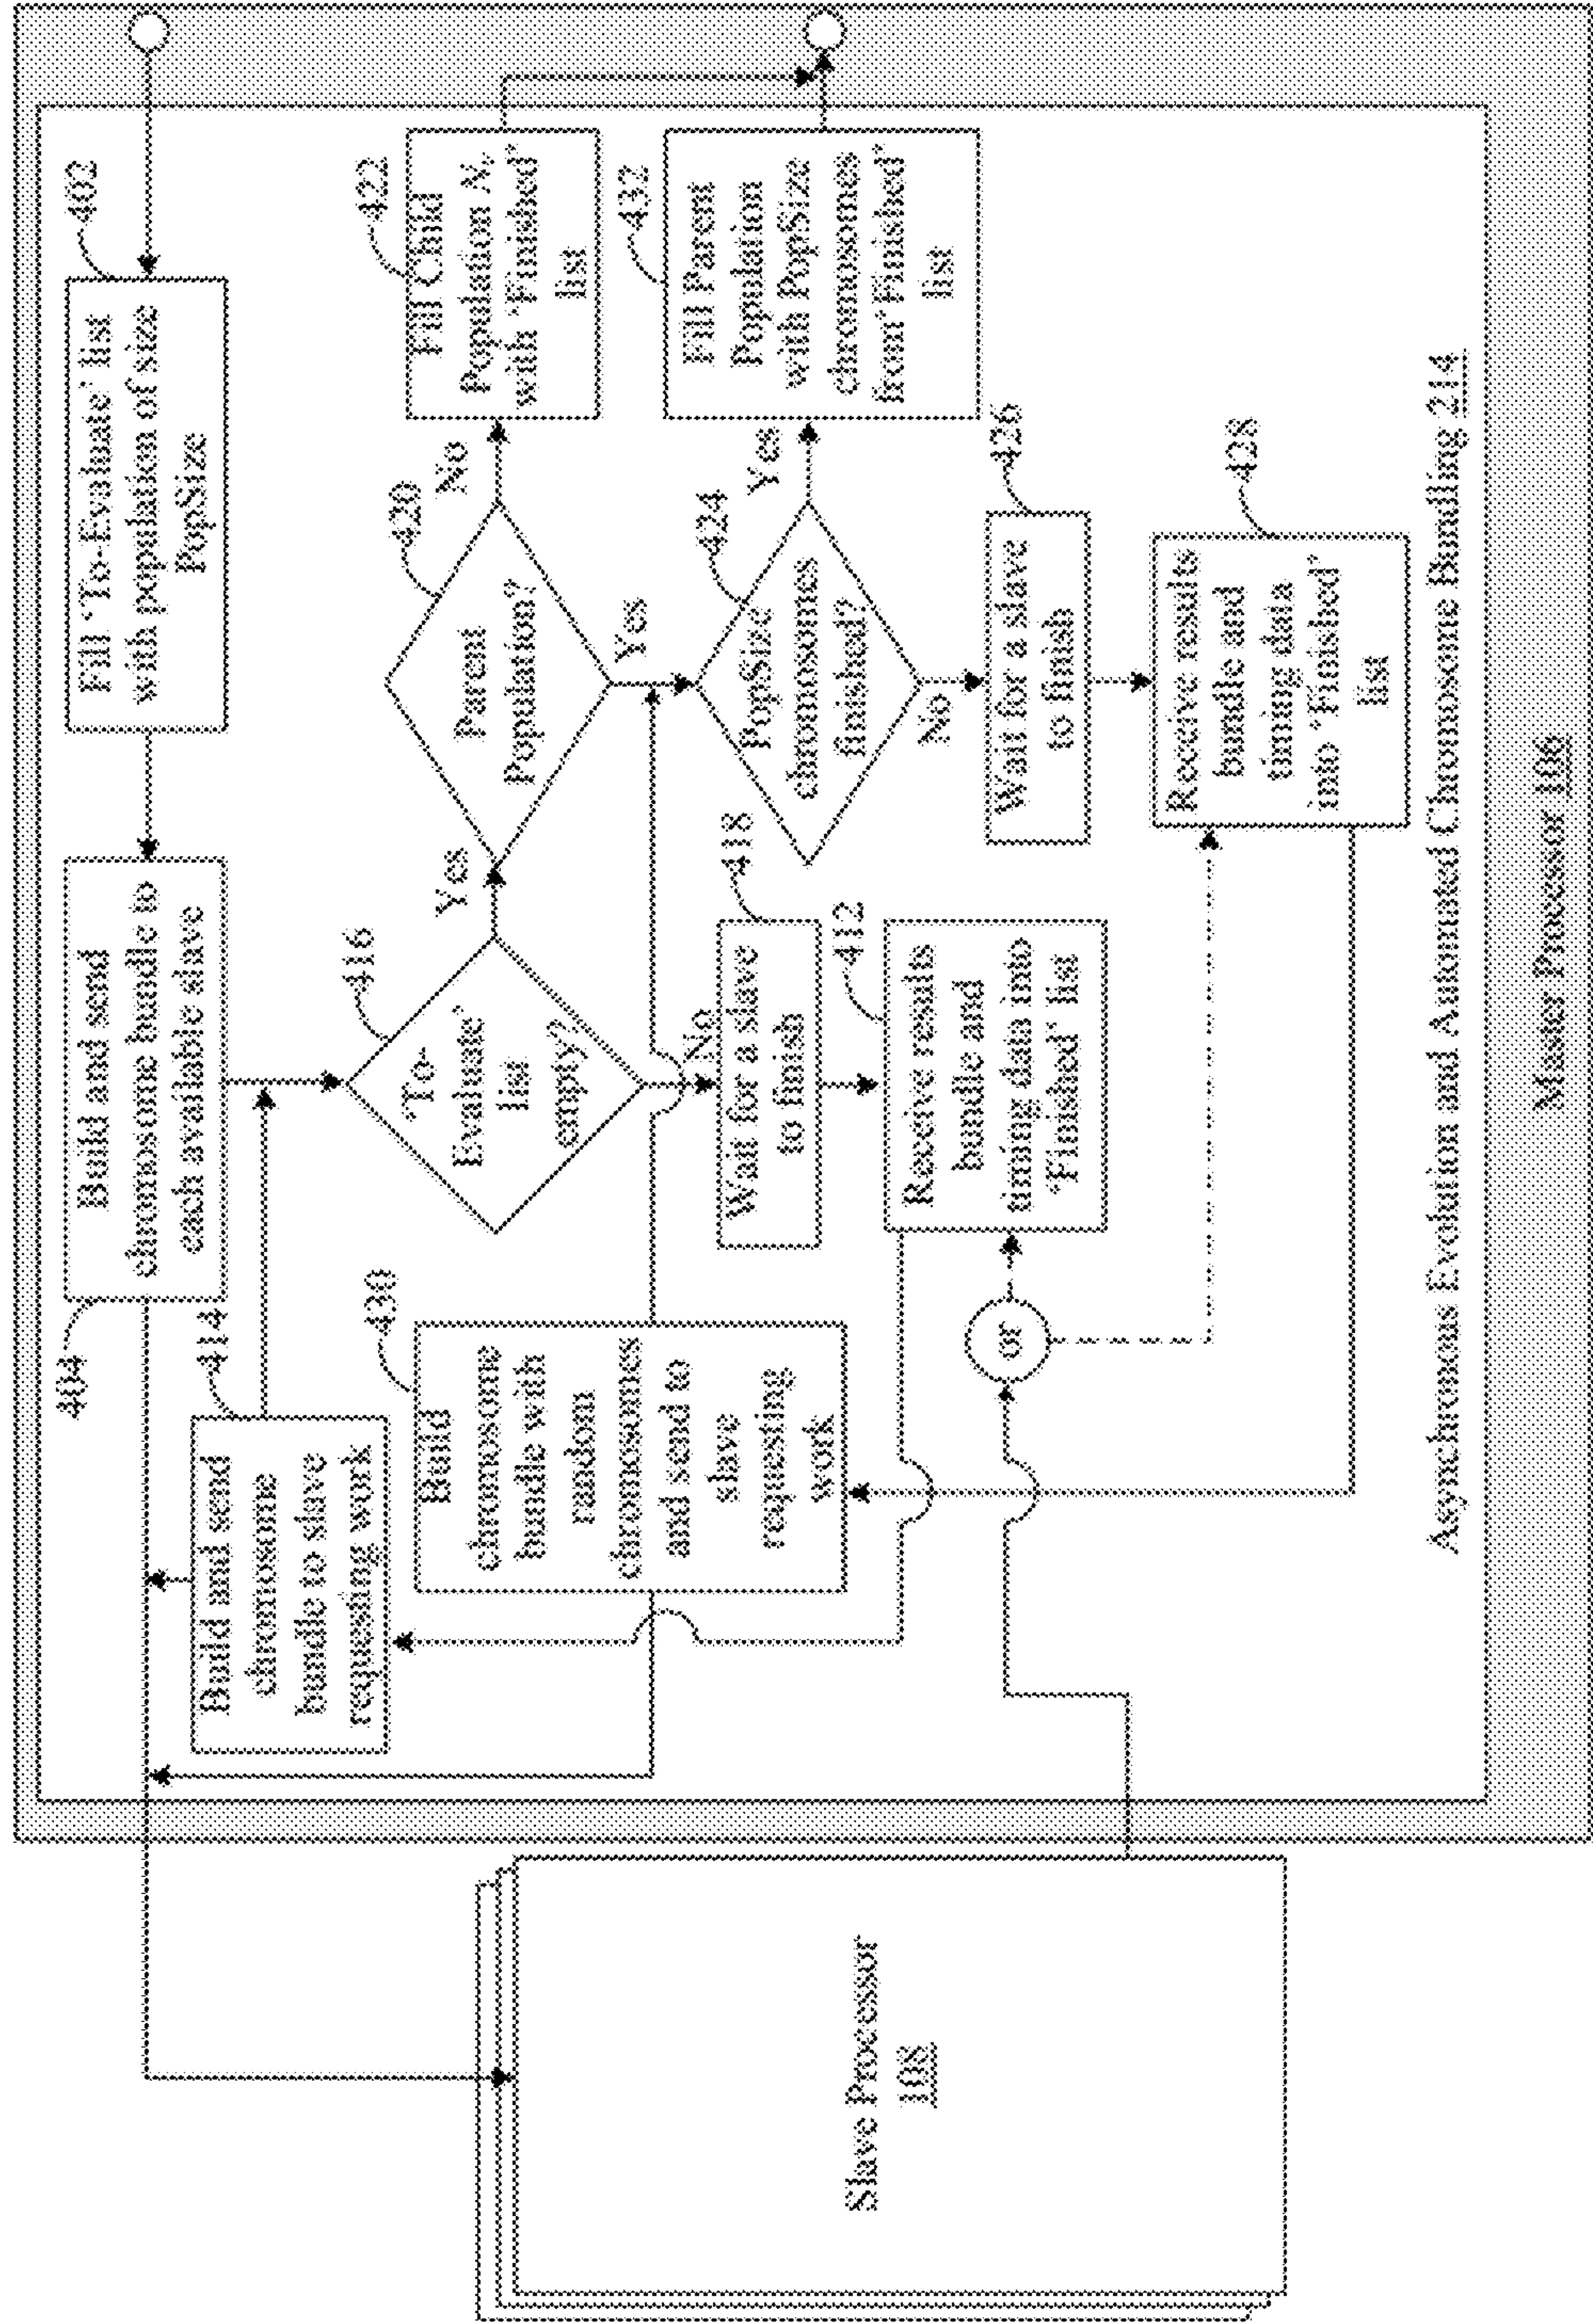 404
Build and send
chromosome bundle to
each available slave
402
Fill 'To-Evaluate' list
with population of size
PopSize
414
Build and send
chromosome
bundle to slave
requesting work
416
'To-
Evaluate'
list
empty?
Yes
No
420
Parent
Population?
No
Yes
422
Fill Child
with 'Finished'
list
430
Build
chromosome
bundle with
random
chromosomes
and send to
slave
requesting
work
418
Wait for a slave
to finish
424
PopSize
chromosomes
finished?
Yes
No
432
Fill Parent
Population
with PopSize
chromosomes
from 'Finished'
list
or
412
Receive results
bundle and
timing data into
'Finished' list
426
Wait for a slave
to finish
428
Receive results
bundle and
timing data
into 'Finished'
list
Slave Processor
108
Asynchronous Evolution and Automated Chromosome Bundling 214
Master Processor 106